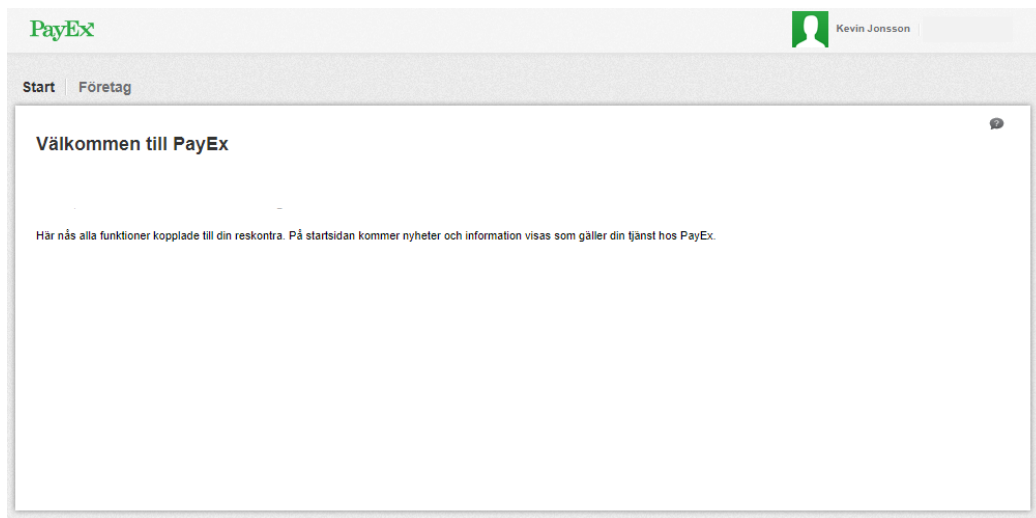 PayEx
Kevin Jonsson
Start
Företag
?
Välkommen till PayEx
Här nås alla funktioner kopplade till din reskontra. På startsidan kommer nyheter och information visas som gäller din tjänst hos PayEx.